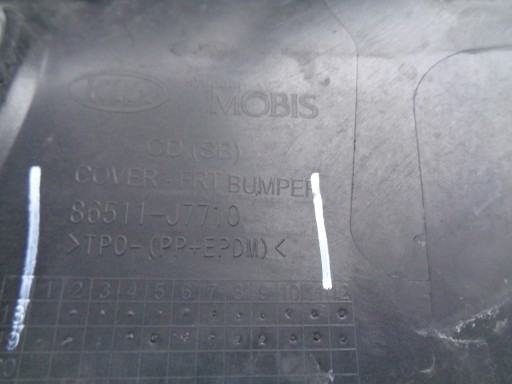 KIA MOBIS
CD (SB)
COVER-FRT BUMPER
86511-J7710
>TPO-(PP+EPDM)<
1 2 3 4 5 6 7 8 9 10 12